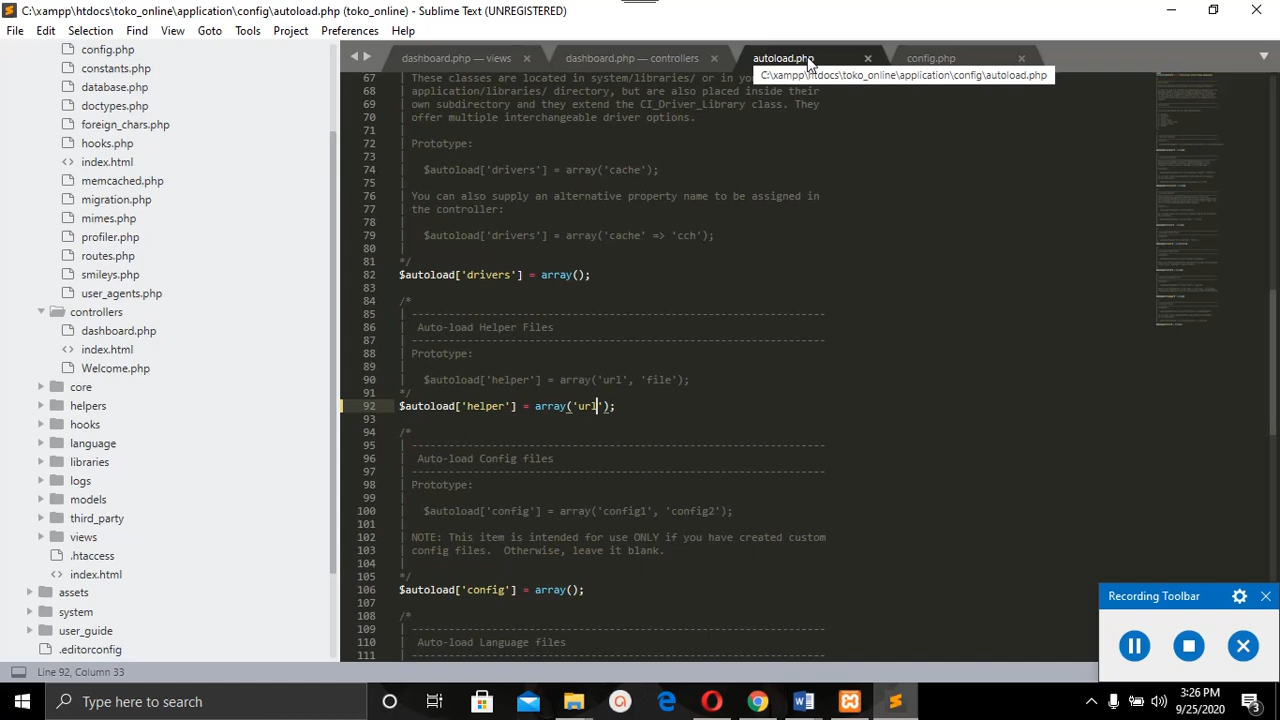 C:\xampp\htdocs\toko_online\application\config\autoload.php (toko_online) - Sublime Text (UNREGISTERED)
File Edit Selection Find View Goto Tools Project Preferences Help
config.php
constants.php
database.php
doctypes.php
foreign_chars.php
hooks.php
index.html
memcached.php
migration.php
mimes.php
profiler.php
routes.php
smileys.php
user_agents.php
controllers
dashboard.php
index.html
Welcome.php
core
helpers
hooks
language
libraries
logs
models
third_party
views
.htaccess
index.html
assets
system
user_guide
.editorconfig
dashboard.php — views
dashboard.php — controllers
autoload.php
config.php
C:\xampp\htdocs\toko_online\application\config\autoload.php
67 | These classes are located in system/libraries/ or in your
68 | application/libraries/ directory, but are also placed inside their
69 | own subdirectory and they extend the CI_Driver_Library class. They
70 | offer multiple interchangeable driver options.
71 |
72 | Prototype:
73 |
74 | $autoload['drivers'] = array('cache');
75 |
76 | You can also supply an alternative property name to be assigned in
77 | the controller:
78 |
79 | $autoload['drivers'] = array('cache' => 'cch');
80 |
81 */
82 $autoload['drivers'] = array();
83
84 /*
85 | -------------------------------------------------------------------
86 | Auto-load Helper Files
87 | -------------------------------------------------------------------
88 | Prototype:
89 |
90 | $autoload['helper'] = array('url', 'file');
91 */
92 $autoload['helper'] = array('url');
93
94 /*
95 | -------------------------------------------------------------------
96 | Auto-load Config files
97 | -------------------------------------------------------------------
98 | Prototype:
99 |
100 | $autoload['config'] = array('config1', 'config2');
101 |
102 | NOTE: This item is intended for use ONLY if you have created custom
103 | config files. Otherwise, leave it blank.
104 |
105 */
106 $autoload['config'] = array();
107
108 /*
109 | -------------------------------------------------------------------
110 | Auto-load Language files
111 | -------------------------------------------------------------------
Recording Toolbar
Line 92, Column 33
Type here to search
3:26 PM
9/25/2020